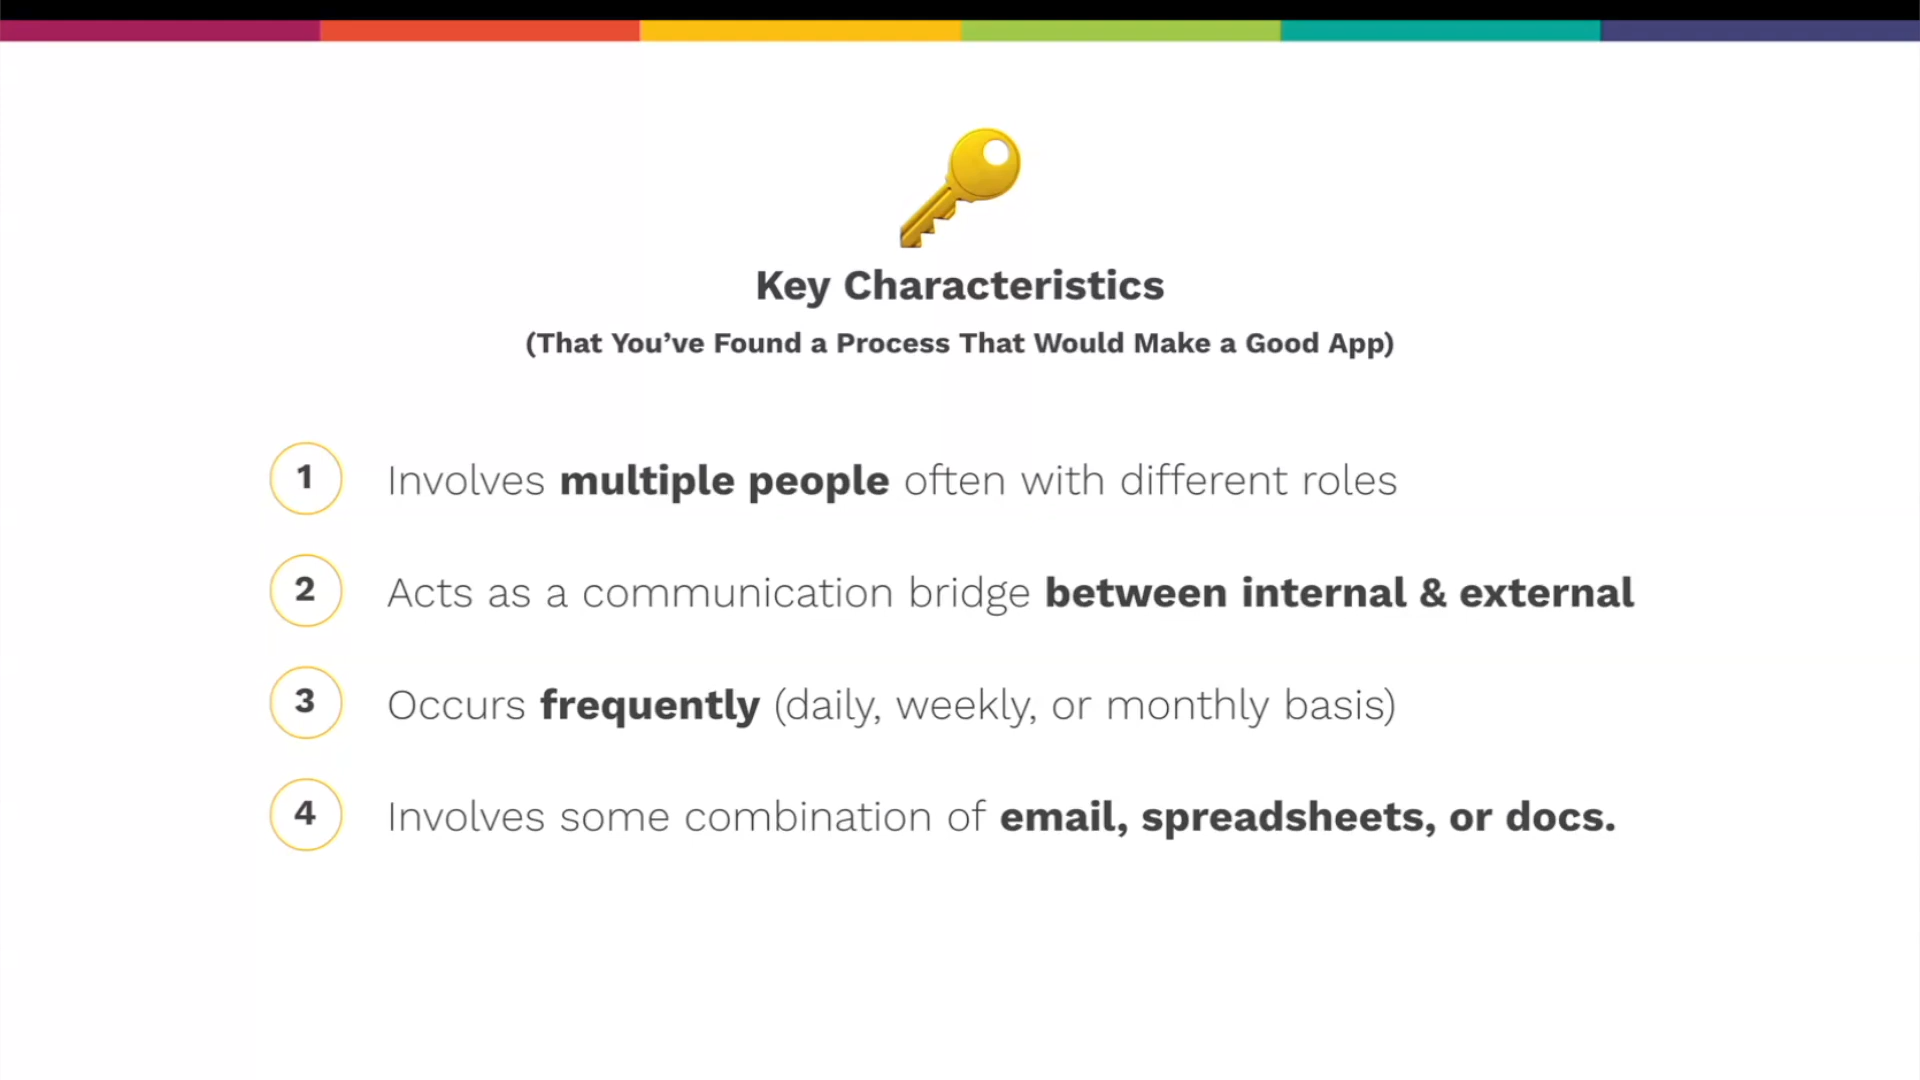 Key Characteristics
(That You’ve Found a Process That Would Make a Good App)
1 Involves multiple people often with different roles
2 Acts as a communication bridge between internal & external
3 Occurs frequently (daily, weekly, or monthly basis)
4 Involves some combination of email, spreadsheets, or docs.